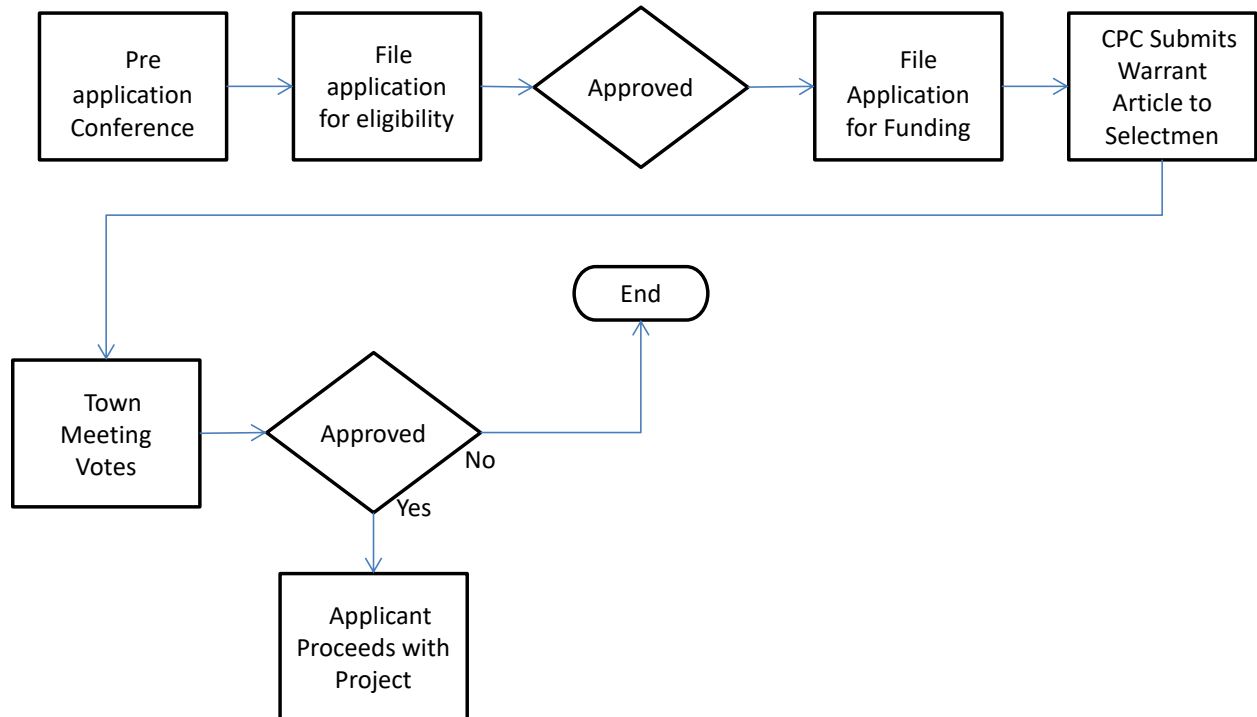 Pre
application
Conference
File
application
for eligibility
Approved
File
Application
for Funding
CPC Submits
Warrant
Article to
Selectmen
End
Town
Meeting
Votes
Approved
No
Yes
Applicant
Proceeds with
Project